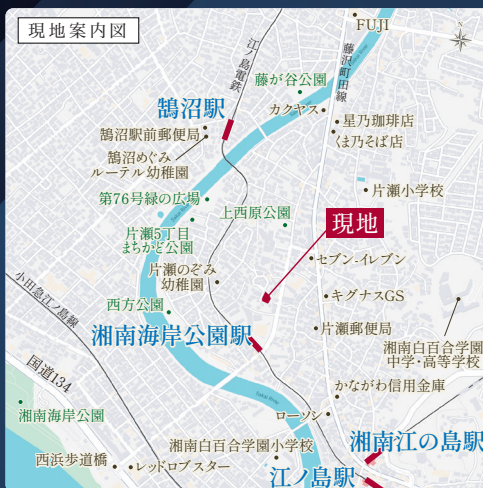 現地案内図
FUJI
N
江ノ島電鉄
藤沢町田線
藤が谷公園
カクヤス
鵠沼駅
星乃珈琲店
くま乃そば店
鵠沼駅前郵便局
鵠沼めぐみ
ルーテル幼稚園
片瀬小学校
第76号緑の広場
上西原公園
現地
片瀬5丁目
まちかど公園
セブン-イレブン
片瀬のぞみ
幼稚園
小田急江ノ島線
キグナスGS
西方公園
湘南海岸公園駅
片瀬郵便局
湘南白百合学園
中学・高等学校
国道134
かながわ信用金庫
湘南海岸公園
ローソン
湘南白百合学園小学校
湘南江の島駅
西浜歩道橋
レッドロブスター
江ノ島駅